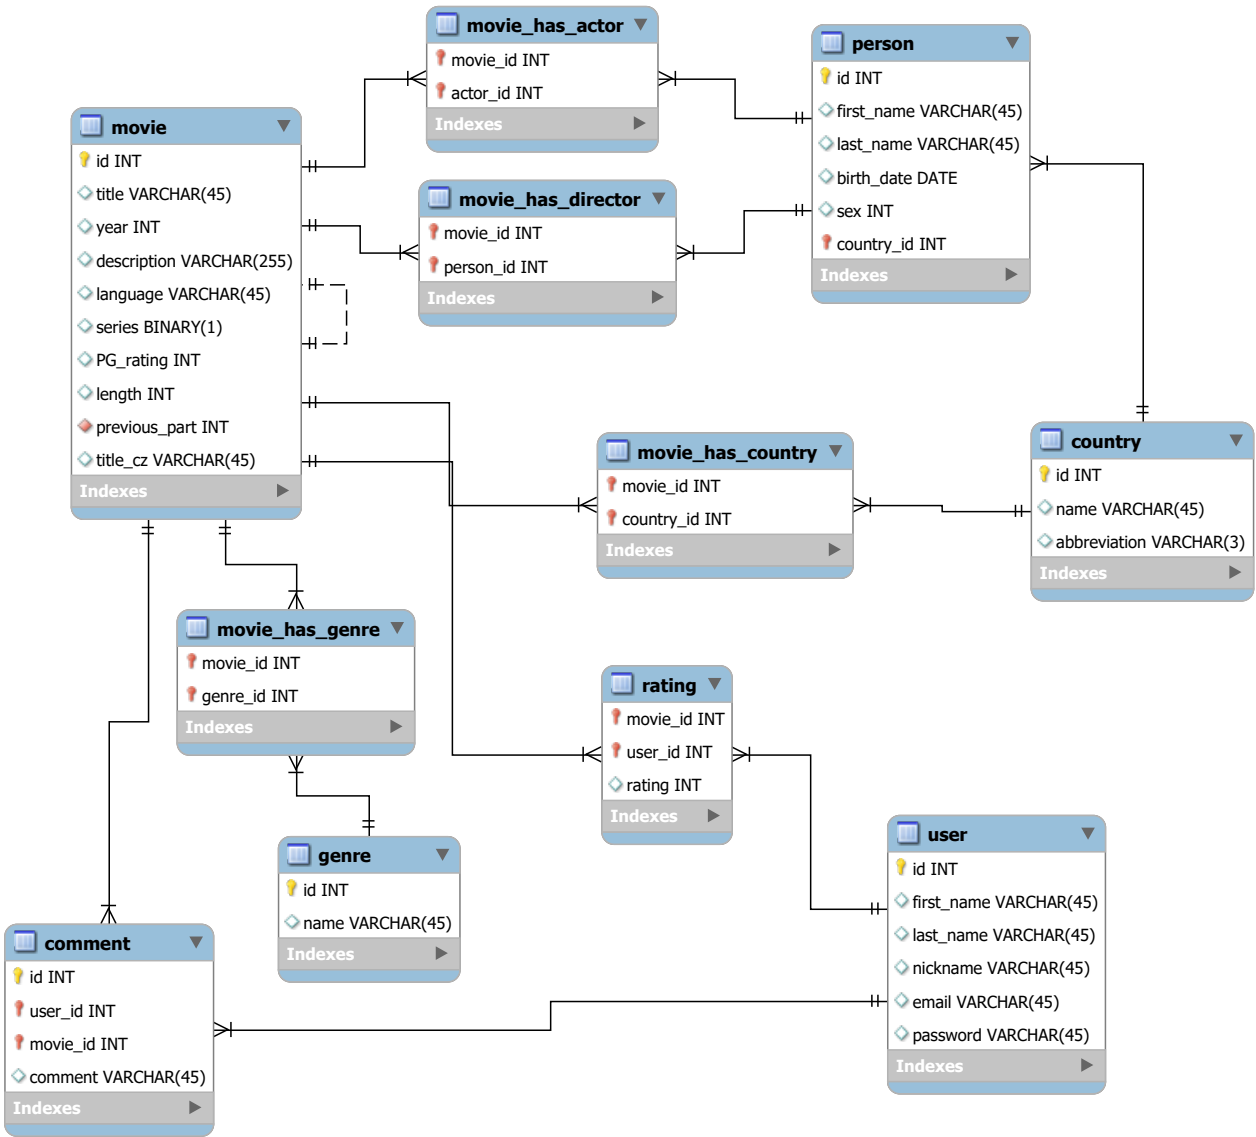 movie_has_actor
movie_id INT
actor_id INT
Indexes
person
id INT
first_name VARCHAR(45)
last_name VARCHAR(45)
birth_date DATE
sex INT
country_id INT
Indexes
movie
id INT
title VARCHAR(45)
year INT
description VARCHAR(255)
language VARCHAR(45)
series BINARY(1)
PG_rating INT
length INT
previous_part INT
title_cz VARCHAR(45)
Indexes
movie_has_director
movie_id INT
person_id INT
Indexes
movie_has_country
movie_id INT
country_id INT
Indexes
country
id INT
name VARCHAR(45)
abbreviation VARCHAR(3)
Indexes
movie_has_genre
movie_id INT
genre_id INT
Indexes
rating
movie_id INT
user_id INT
rating INT
Indexes
genre
id INT
name VARCHAR(45)
Indexes
user
id INT
first_name VARCHAR(45)
last_name VARCHAR(45)
nickname VARCHAR(45)
email VARCHAR(45)
password VARCHAR(45)
Indexes
comment
id INT
user_id INT
movie_id INT
comment VARCHAR(45)
Indexes